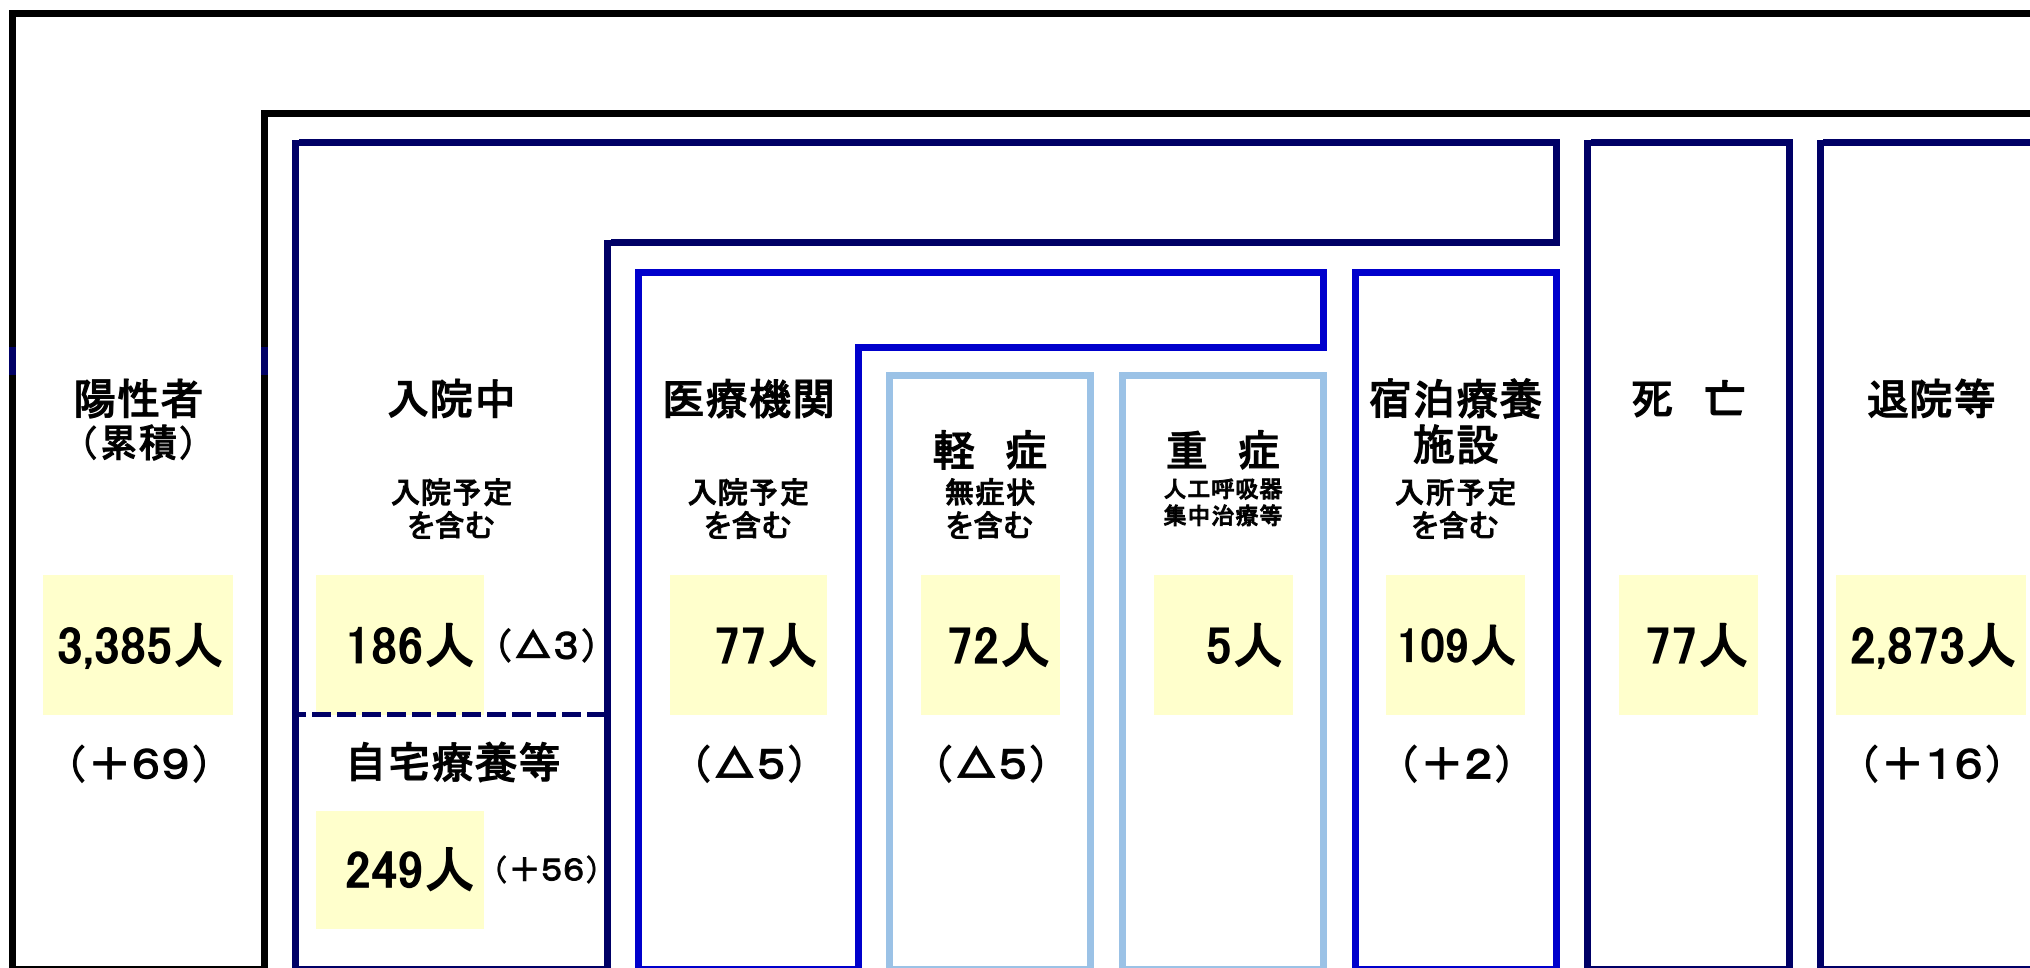 陽性者
（累積）
3,385人
（＋69）
入院中
入院予定
を含む
186人（△3）
自宅療養等
249人（＋56）
医療機関
入院予定
を含む
77人
（△5）
軽　症
無症状
を含む
72人
（△5）
重　症
人工呼吸器
集中治療等
5人
宿泊療養
施設
入所予定
を含む
109人
（＋2）
死　亡
77人
退院等
2,873人
（＋16）